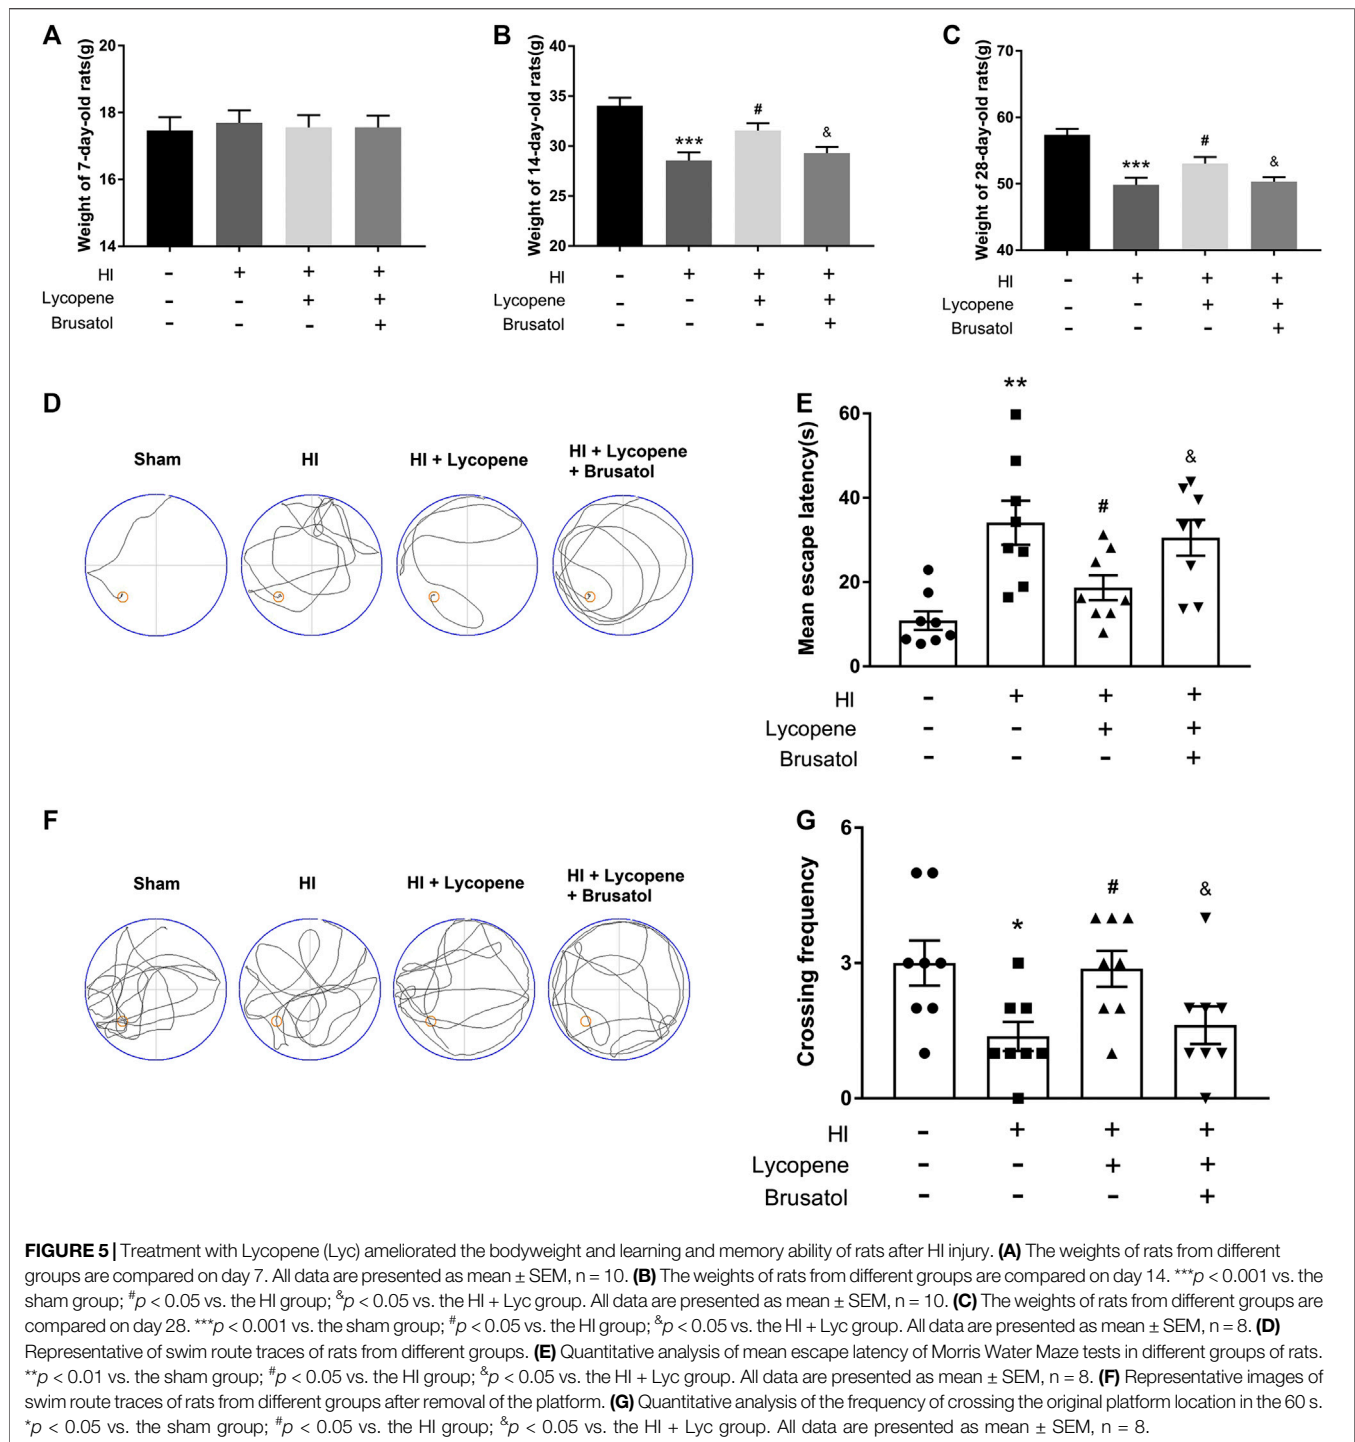 A
Weight of 7-day-old rats(g)
20
18
16
14
HI - + + +
Lycopene - - + +
Brusatol - - - +
B
Weight of 14-day-old rats(g)
40
35
30
25
20
***
#
&
HI - + + +
Lycopene - - + +
Brusatol - - - +
C
Weight of 28-day-old rats(g)
70
60
50
40
***
#
&
HI - + + +
Lycopene - - + +
Brusatol - - - +
D
Sham
HI
HI + Lycopene
HI + Lycopene
+ Brusatol
E
Mean escape latency(s)
60
40
20
0
**
#
&
HI - + + +
Lycopene - - + +
Brusatol - - - +
F
Sham
HI
HI + Lycopene
HI + Lycopene
+ Brusatol
G
Crossing frequency
6
3
0
*
#
&
HI - + + +
Lycopene - - + +
Brusatol - - - +
FIGURE 5 | Treatment with Lycopene (Lyc) ameliorated the bodyweight and learning and memory ability of rats after HI injury. (A) The weights of rats from different
groups are compared on day 7. All data are presented as mean ± SEM, n = 10. (B) The weights of rats from different groups are compared on day 14. ***p < 0.001 vs. the
sham group; #p < 0.05 vs. the HI group; &p < 0.05 vs. the HI + Lyc group. All data are presented as mean ± SEM, n = 10. (C) The weights of rats from different groups are
compared on day 28. ***p < 0.001 vs. the sham group; #p < 0.05 vs. the HI group; &p < 0.05 vs. the HI + Lyc group. All data are presented as mean ± SEM, n = 8. (D)
Representative of swim route traces of rats from different groups. (E) Quantitative analysis of mean escape latency of Morris Water Maze tests in different groups of rats.
**p < 0.01 vs. the sham group; #p < 0.05 vs. the HI group; &p < 0.05 vs. the HI + Lyc group. All data are presented as mean ± SEM, n = 8. (F) Representative images of
swim route traces of rats from different groups after removal of the platform. (G) Quantitative analysis of the frequency of crossing the original platform location in the 60 s.
*p < 0.05 vs. the sham group; #p < 0.05 vs. the HI group; &p < 0.05 vs. the HI + Lyc group. All data are presented as mean ± SEM, n = 8.